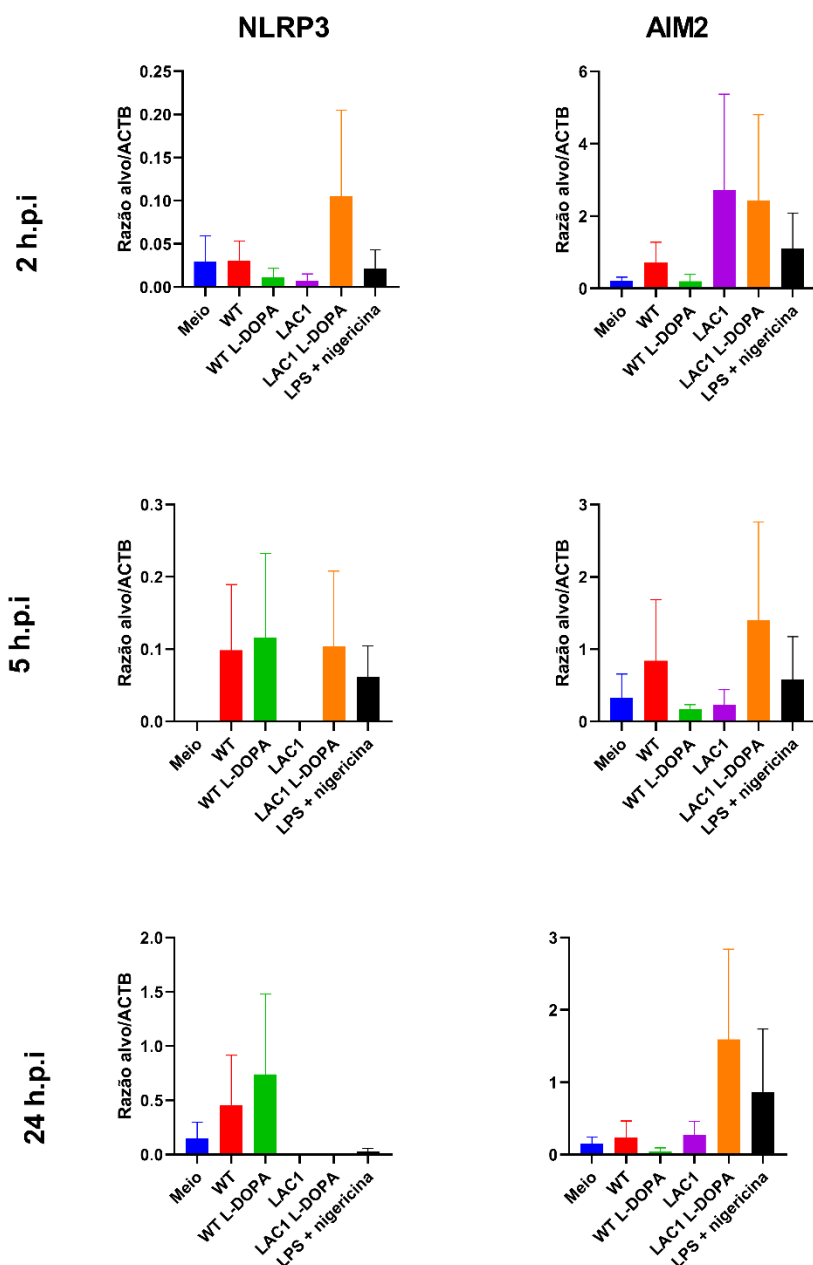 NLRP3
AIM2
2 h.p.i
Razão alvo/ACTB
0.25
0.20
0.15
0.10
0.05
0.00
Meio
WT
WT L-DOPA
LAC1
LAC1 L-DOPA
LPS + nigericina
Razão alvo/ACTB
6
4
2
0
Meio
WT
WT L-DOPA
LAC1
LAC1 L-DOPA
LPS + nigericina
5 h.p.i
Razão alvo/ACTB
0.3
0.2
0.1
0.0
Meio
WT
WT L-DOPA
LAC1
LAC1 L-DOPA
LPS + nigericina
Razão alvo/ACTB
3
2
1
0
Meio
WT
WT L-DOPA
LAC1
LAC1 L-DOPA
LPS + nigericina
24 h.p.i
Razão alvo/ACTB
2.0
1.5
1.0
0.5
0.0
Meio
WT
WT L-DOPA
LAC1
LAC1 L-DOPA
LPS + nigericina
Razão alvo/ACTB
3
2
1
0
Meio
WT
WT L-DOPA
LAC1
LAC1 L-DOPA
LPS + nigericina